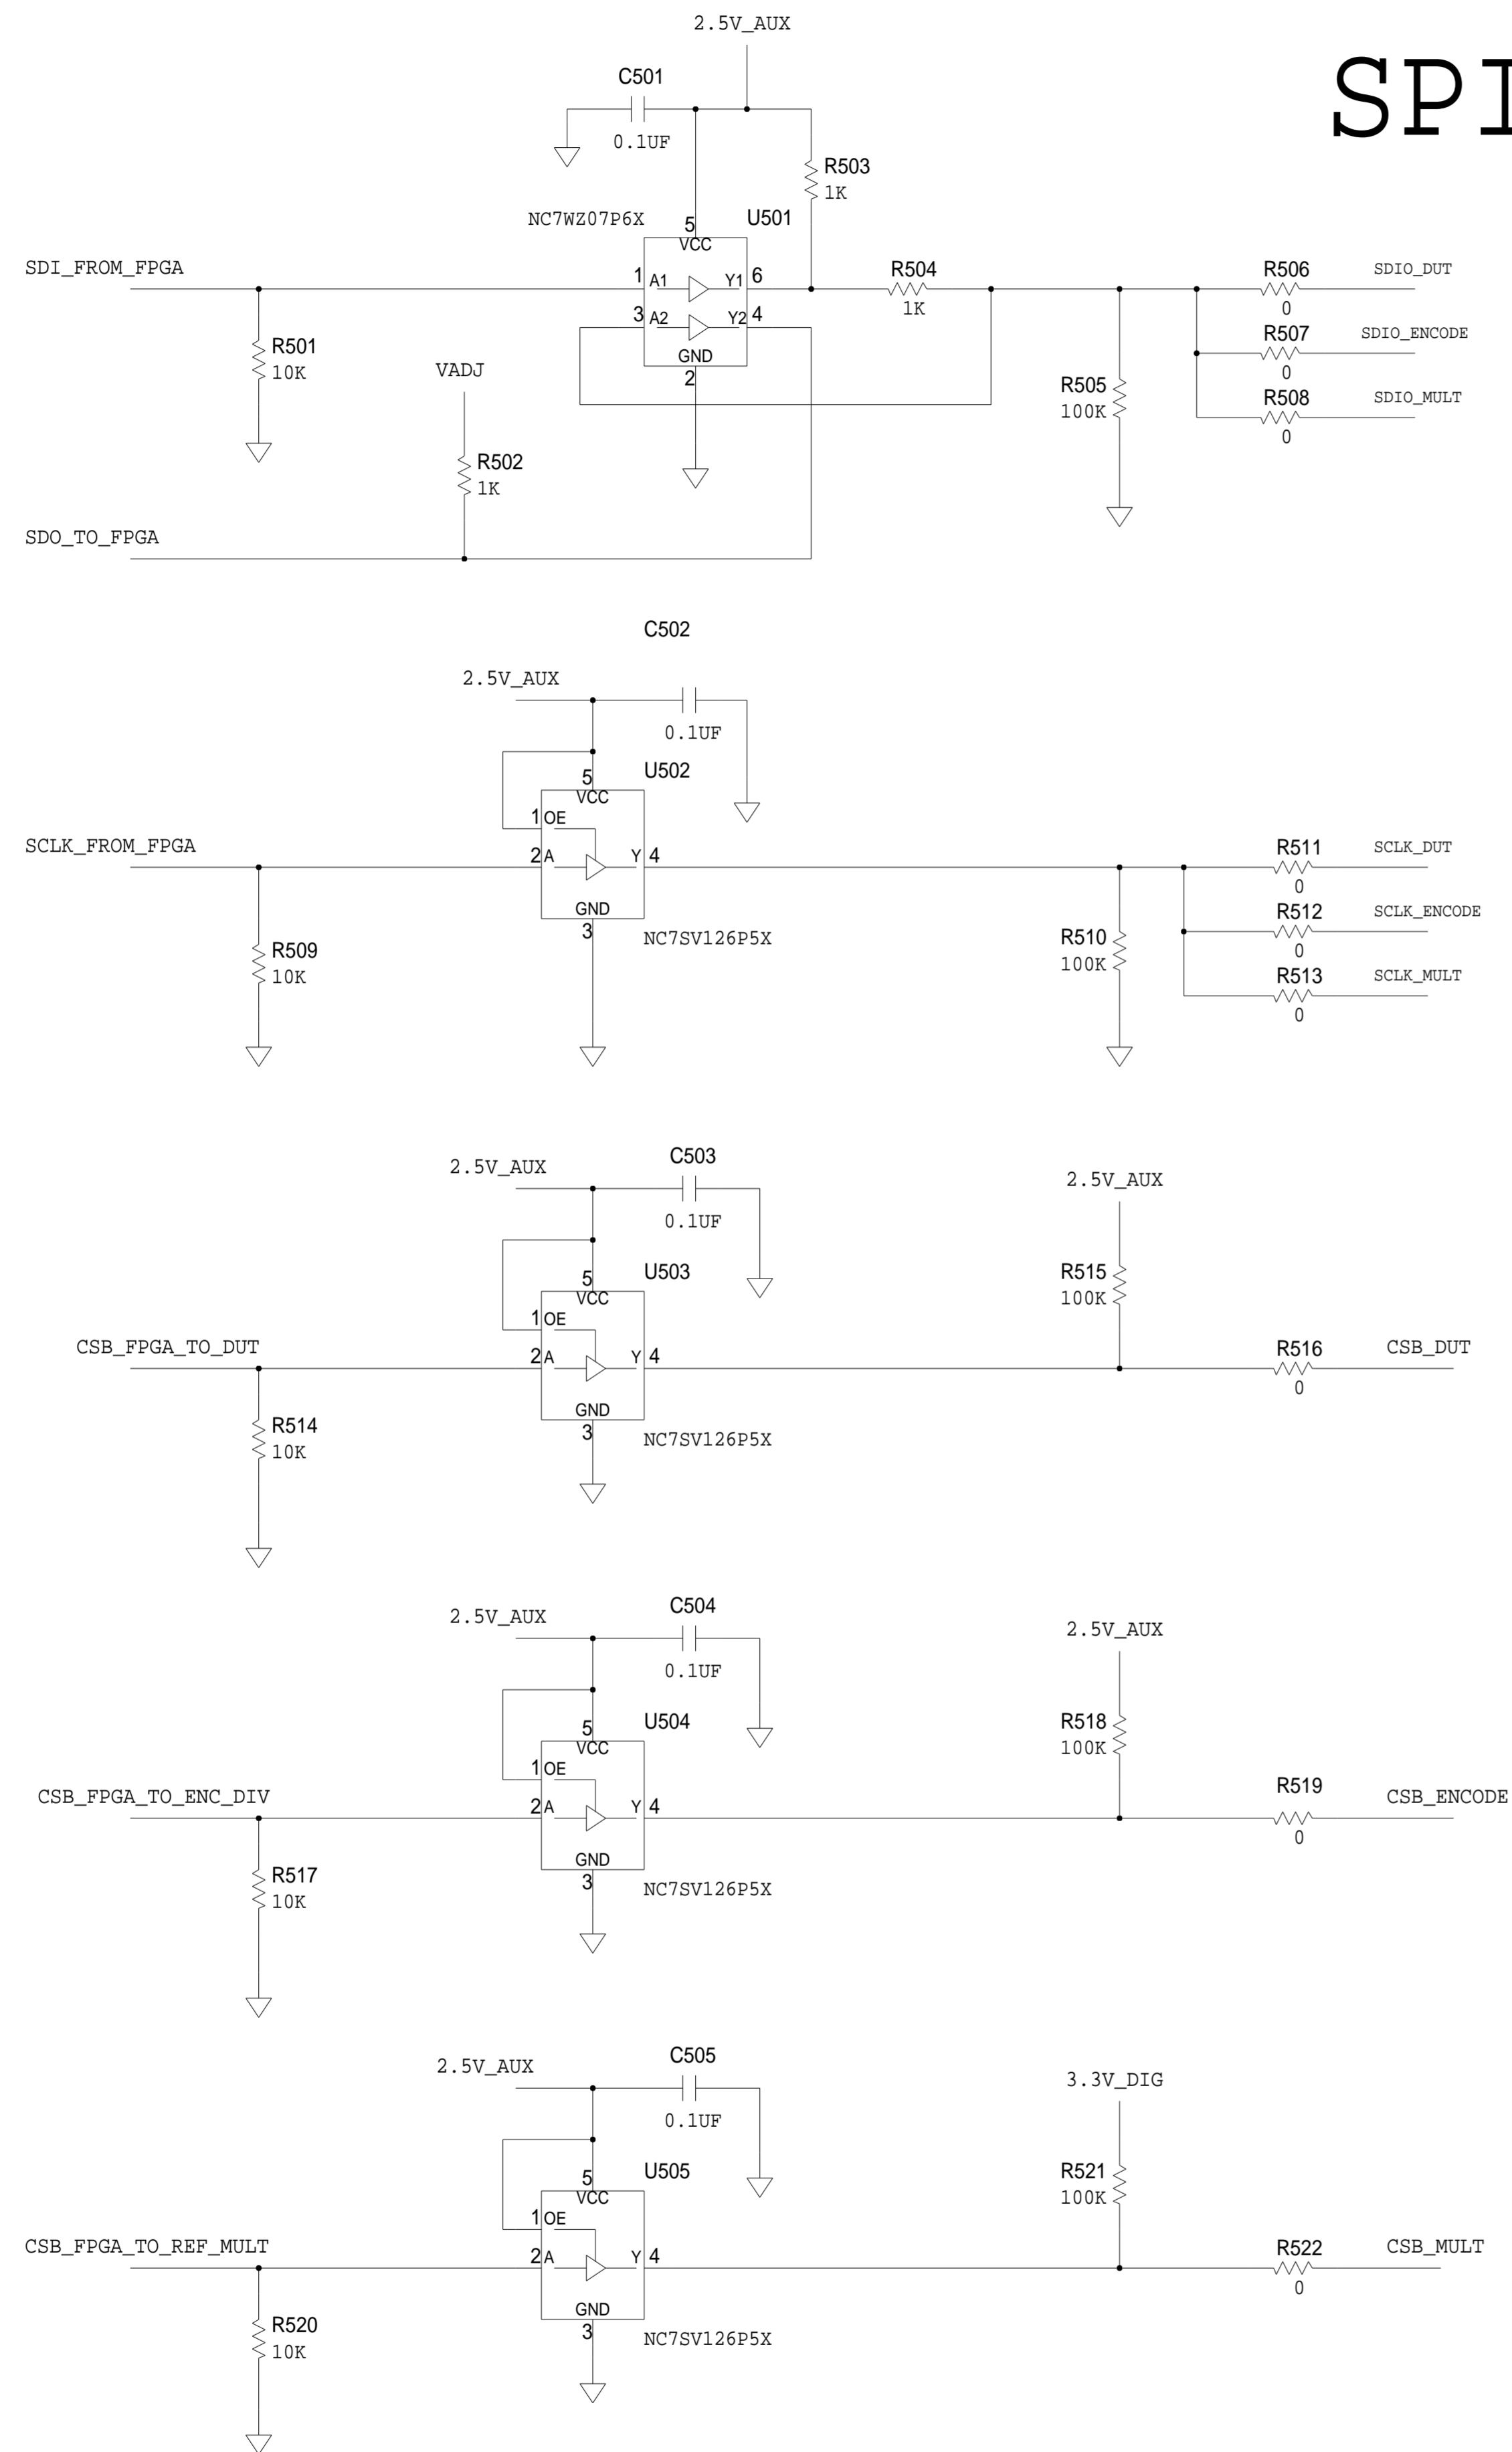 2.5V_AUX
SPI
C501
0.1UF
R503
1K
NC7WZ07P6X
U501
5
VCC
SDI_FROM_FPGA
1 A1 Y1 6
R504
1K
R506
0
SDIO_DUT
3 A2 Y2 4
R507
0
SDIO_ENCODE
GND
2
R501
10K
VADJ
R505
100K
R508
0
SDIO_MULT
R502
1K
SDO_TO_FPGA
C502
2.5V_AUX
0.1UF
U502
5
VCC
1 OE
SCLK_FROM_FPGA
2 A Y 4
R511
0
SCLK_DUT
GND
3
NC7SV126P5X
R512
0
SCLK_ENCODE
R509
10K
R510
100K
R513
0
SCLK_MULT
C503
2.5V_AUX
0.1UF
2.5V_AUX
U503
5
VCC
R515
100K
1 OE
CSB_FPGA_TO_DUT
2 A Y 4
R516
0
CSB_DUT
GND
3
NC7SV126P5X
R514
10K
C504
2.5V_AUX
0.1UF
2.5V_AUX
U504
5
VCC
R518
100K
1 OE
CSB_FPGA_TO_ENC_DIV
2 A Y 4
R519
0
CSB_ENCODE
GND
3
NC7SV126P5X
R517
10K
C505
2.5V_AUX
0.1UF
3.3V_DIG
U505
5
VCC
R521
100K
1 OE
CSB_FPGA_TO_REF_MULT
2 A Y 4
R522
0
CSB_MULT
GND
3
NC7SV126P5X
R520
10K